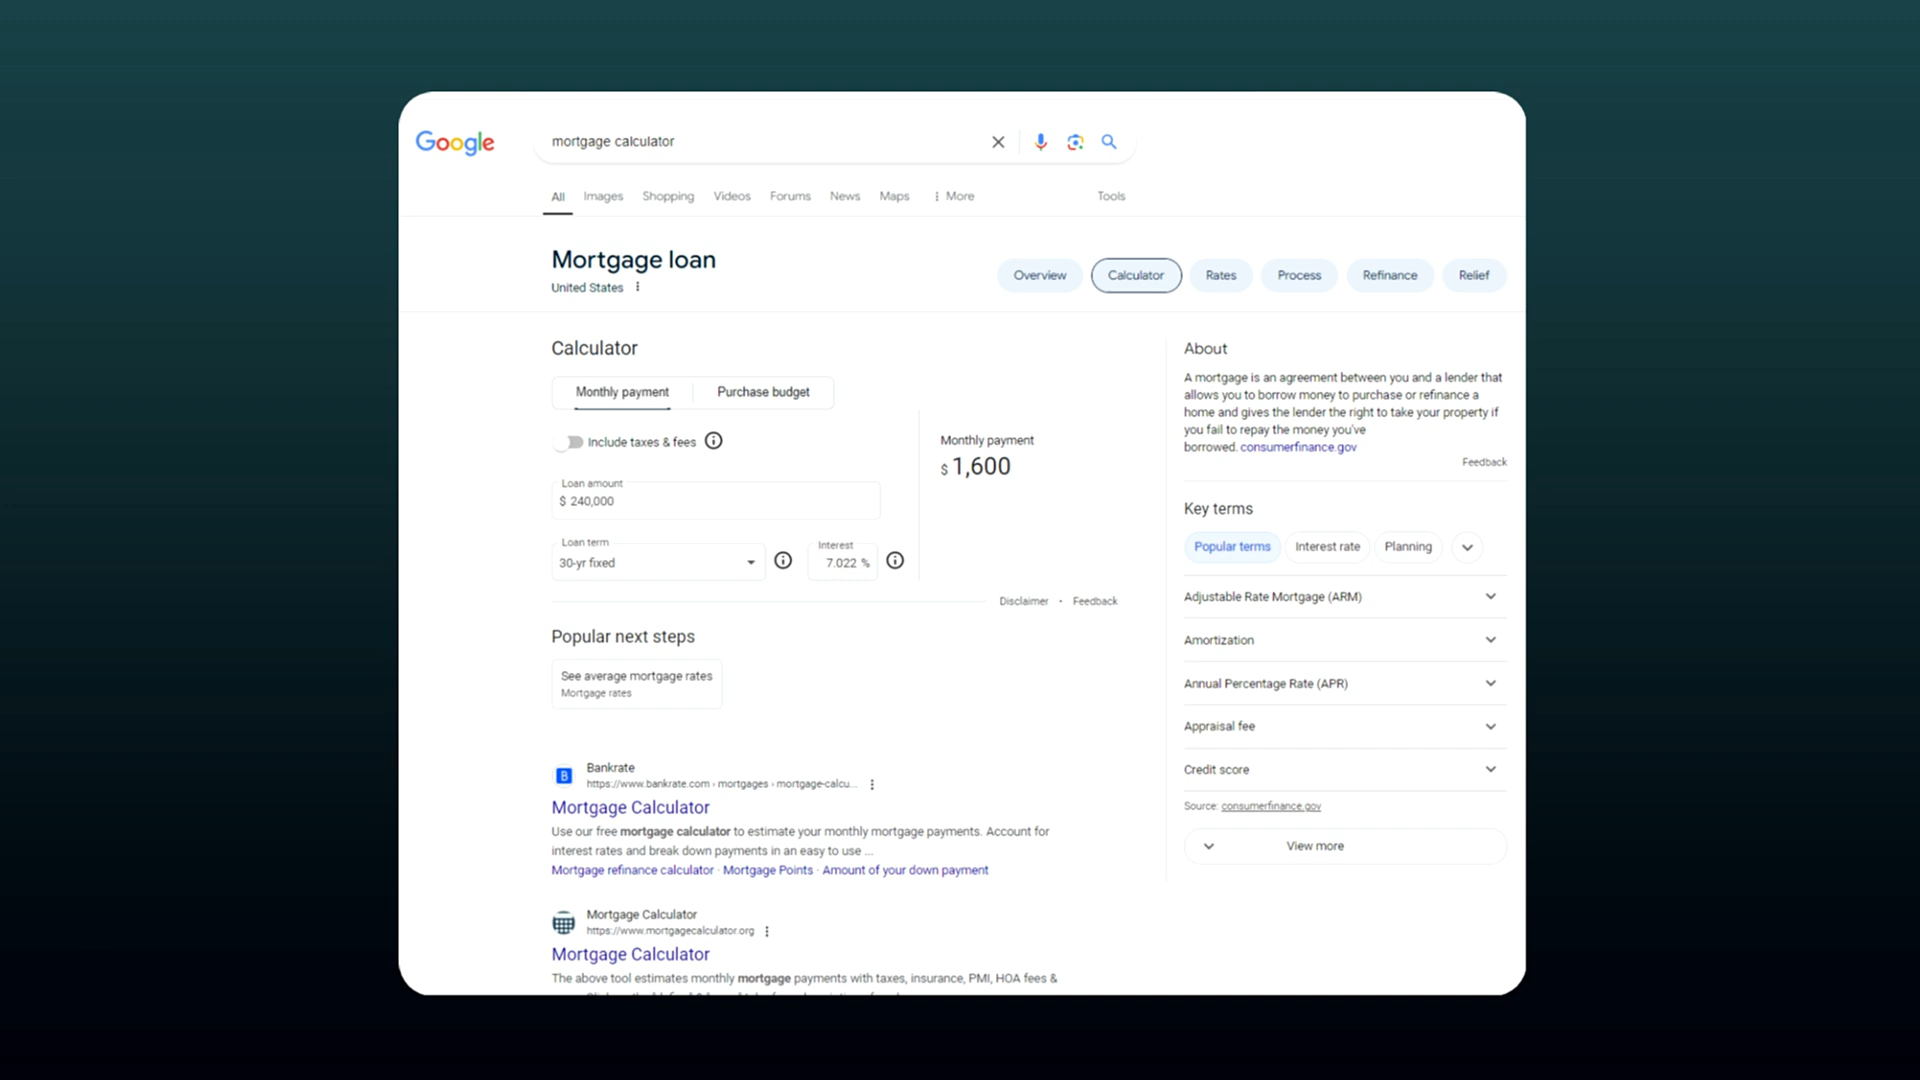 Google
mortgage calculator
All Images Shopping Videos Forums News Maps More Tools
Mortgage loan
United States
Overview Calculator Rates Process Refinance Relief
Calculator
Monthly payment Purchase budget
Include taxes & fees
Loan amount
$ 240,000
Loan term
30-yr fixed
Interest
7.022 %
Monthly payment
$ 1,600
Disclaimer • Feedback
Popular next steps
See average mortgage rates
Mortgage rates
B
Bankrate
https://www.bankrate.com › mortgages › mortgage-calcu...
Mortgage Calculator
Use our free mortgage calculator to estimate your monthly mortgage payments. Account for
interest rates and break down payments in an easy to use ...
Mortgage refinance calculator · Mortgage Points · Amount of your down payment
Mortgage Calculator
https://www.mortgagecalculator.org
Mortgage Calculator
The above tool estimates monthly mortgage payments with taxes, insurance, PMI, HOA fees &
About
A mortgage is an agreement between you and a lender that
allows you to borrow money to purchase or refinance a
home and gives the lender the right to take your property if
you fail to repay the money you've
borrowed. consumerfinance.gov
Feedback
Key terms
Popular terms Interest rate Planning
Adjustable Rate Mortgage (ARM)
Amortization
Annual Percentage Rate (APR)
Appraisal fee
Credit score
Source: consumerfinance.gov
View more